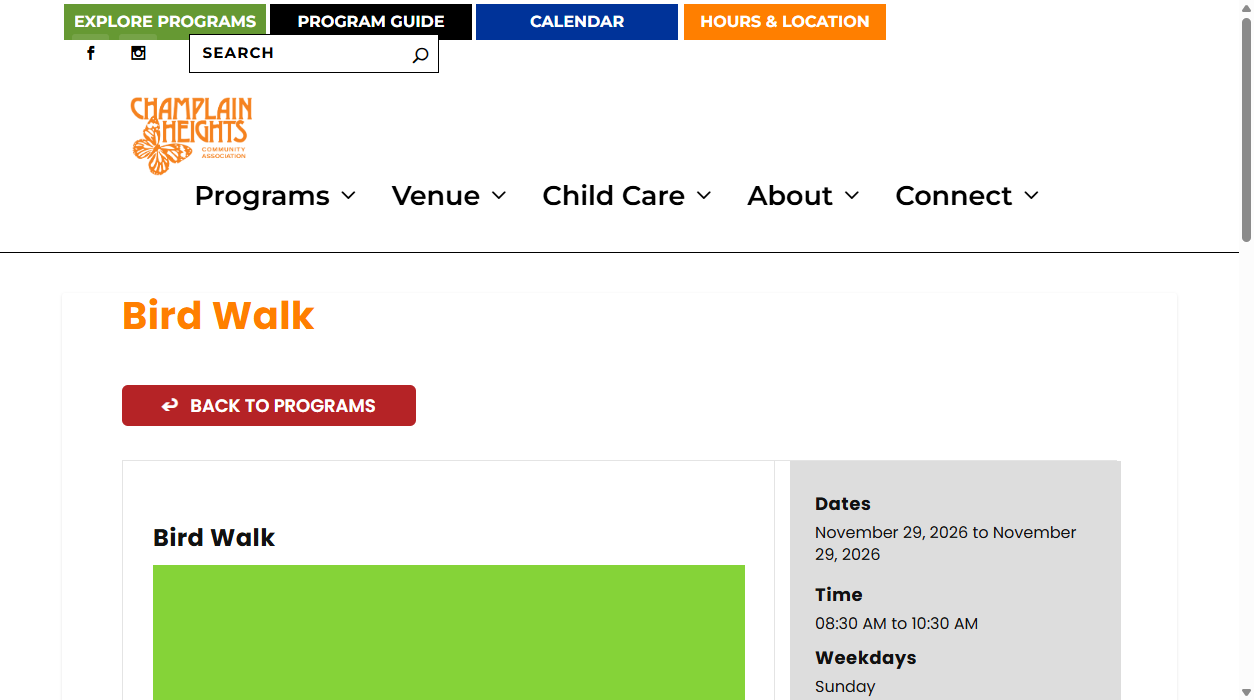 EXPLORE PROGRAMS
PROGRAM GUIDE
CALENDAR
HOURS & LOCATION
SEARCH
CHAMPLAIN
HEIGHTS
COMMUNITY
ASSOCIATION
Programs
Venue
Child Care
About
Connect
Bird Walk
BACK TO PROGRAMS
Bird Walk
Dates
November 29, 2026 to November
29, 2026
Time
08:30 AM to 10:30 AM
Weekdays
Sunday